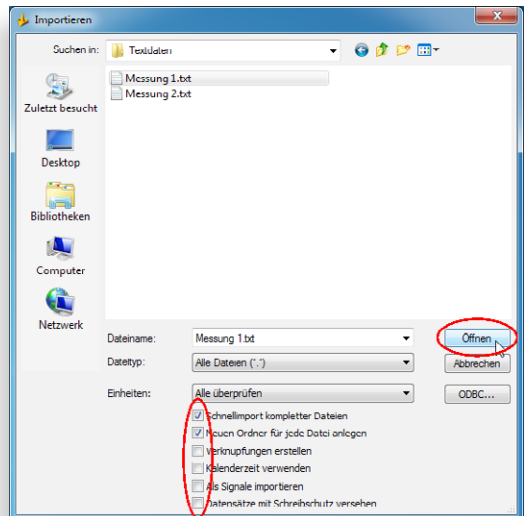 Importieren
Suchen in: Textdaten
Messung 1.txt
Messung 2.txt
Zuletzt besucht
Desktop
Bibliotheken
Computer
Netzwerk
Dateiname: Messung 1.txt Öffnen
Dateityp: Alle Dateien (*.*) Abbrechen
Einheiten: Alle überprüfen ODBC...
Schnellimport kompletter Dateien
Neuen Ordner für jede Datei anlegen
Verknüpfungen erstellen
Kalenderzeit verwenden
Als Signale importieren
Datensätze mit Schreibschutz versehen